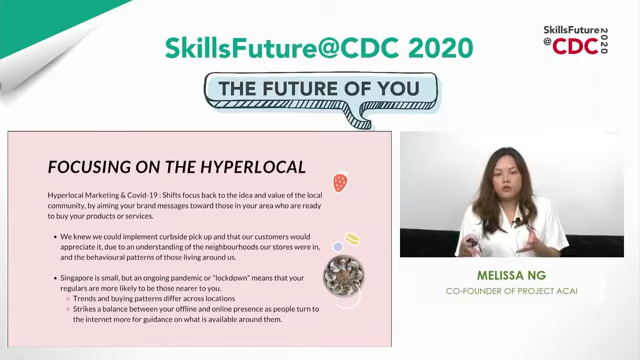 SkillsFuture@CDC 2020
SkillsFuture
@CDC
2020
THE FUTURE OF YOU
FOCUSING ON THE HYPERLOCAL
Hyperlocal Marketing & Covid-19 : Shifts focus back to the idea and value of the local
community, by aiming your brand messages toward those in your area who are ready
to buy your products or services.
We knew we could implement curbside pick up and that our customers would
appreciate it, due to an understanding of the neighbourhoods our stores were in,
and the behavioural patterns of those living around us.
Singapore is small, but an ongoing pandemic or "lockdown" means that your
regulars are more likely to be those nearer to you.
Trends and buying patterns differ across locations
Strikes a balance between your offline and online presence as people turn to
the internet more for guidance on what is available around them.
MELISSA NG
CO-FOUNDER OF PROJECT ACAI